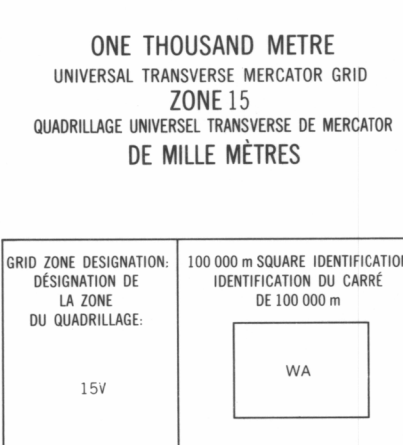 ONE THOUSAND METRE
UNIVERSAL TRANSVERSE MERCATOR GRID
ZONE 15
QUADRILLAGE UNIVERSEL TRANSVERSE DE MERCATOR
DE MILLE MÈTRES
GRID ZONE DESIGNATION:
DÉSIGNATION DE
LA ZONE
DU QUADRILLAGE:
15V
100 000 m SQUARE IDENTIFICATION
IDENTIFICATION DU CARRÉ
DE 100 000 m
WA